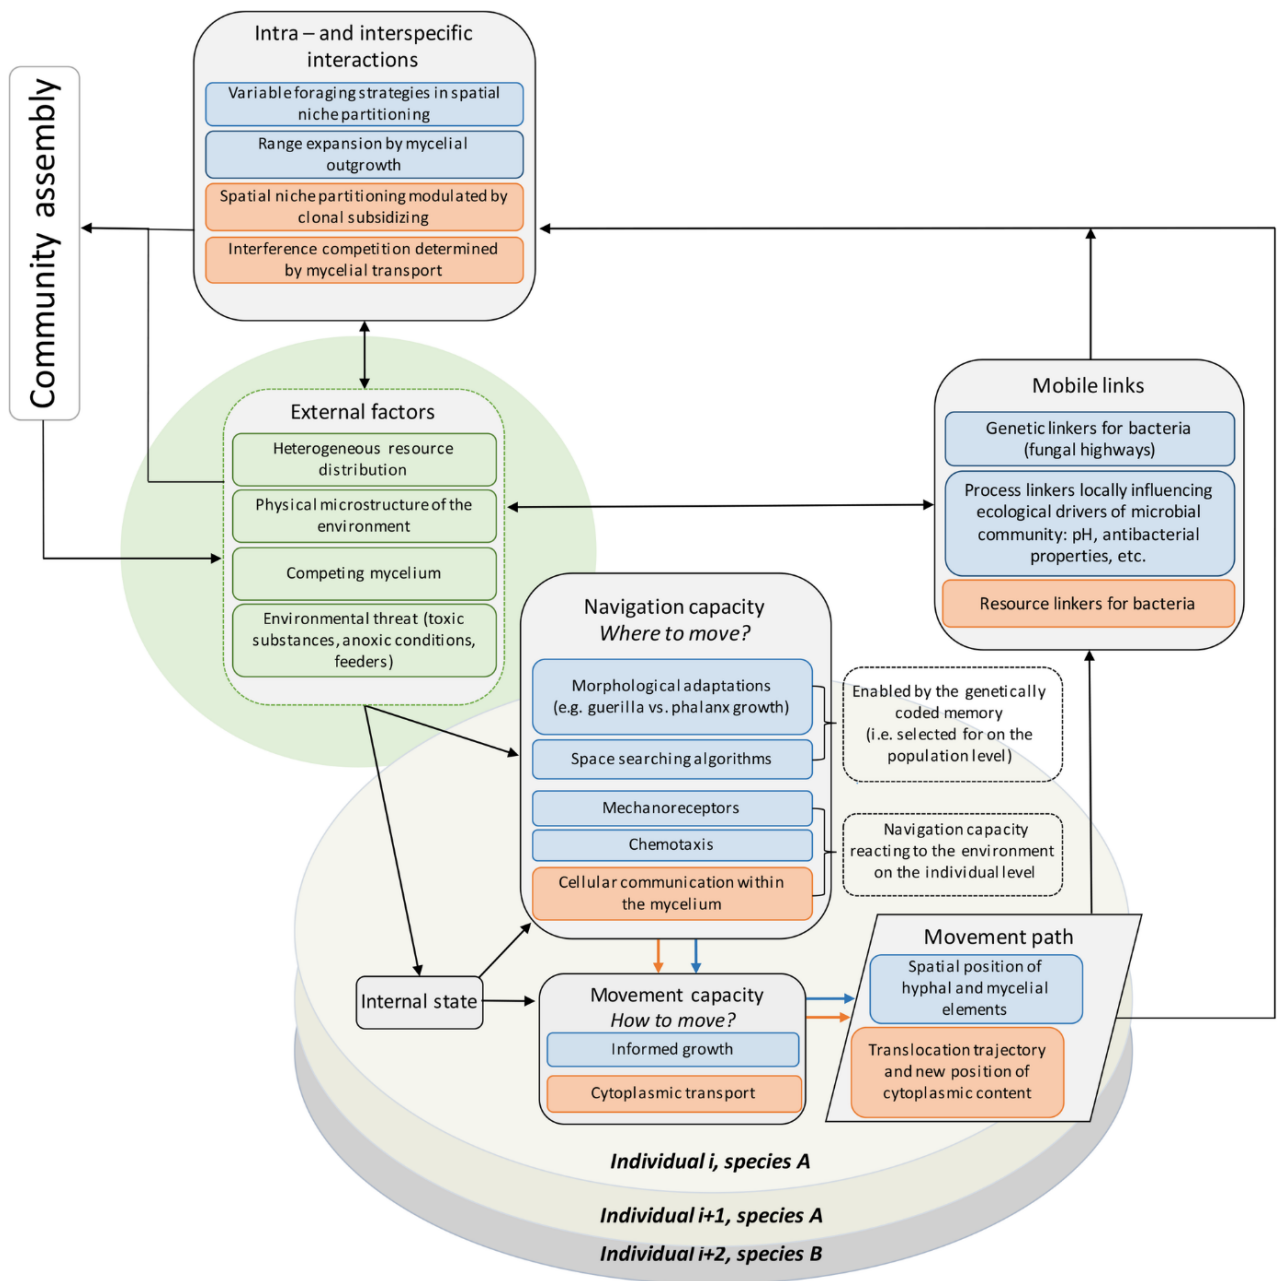 Community assembly
Intra – and interspecific
interactions
Variable foraging strategies in spatial
niche partitioning
Range expansion by mycelial
outgrowth
Spatial niche partitioning modulated by
clonal subsidizing
Interference competition determined
by mycelial transport
External factors
Heterogeneous resource
distribution
Physical microstructure of the
environment
Competing mycelium
Environmental threat (toxic
substances, anoxic conditions,
feeders)
Mobile links
Genetic linkers for bacteria
(fungal highways)
Process linkers locally influencing
ecological drivers of microbial
community: pH, antibacterial
properties, etc.
Resource linkers for bacteria
Navigation capacity
Where to move?
Morphological adaptations
(e.g. guerilla vs. phalanx growth)
Space searching algorithms
Mechanoreceptors
Chemotaxis
Cellular communication within
the mycelium
Enabled by the genetically
coded memory
(i.e. selected for on the
population level)
Navigation capacity
reacting to the environment
on the individual level
Internal state
Movement capacity
How to move?
Informed growth
Cytoplasmic transport
Movement path
Spatial position of
hyphal and mycelial
elements
Translocation trajectory
and new position of
cytoplasmic content
Individual i, species A
Individual i+1, species A
Individual i+2, species B